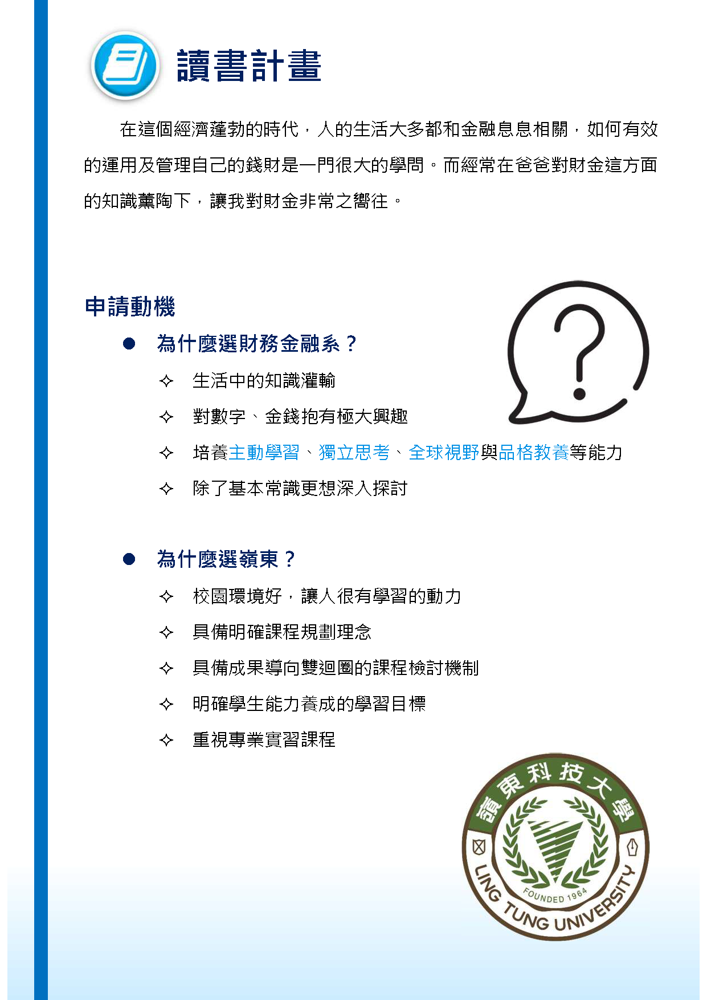 讀書計畫
在這個經濟蓬勃的時代，人的生活大多都和金融息息相關，如何有效
的運用及管理自己的錢財是一門很大的學問。而經常在爸爸對財金這方面
的知識薰陶下，讓我對財金非常之嚮往。
申請動機
● 為什麼選財務金融系？
✧ 生活中的知識灌輸
✧ 對數字、金錢抱有極大興趣
✧ 培養主動學習、獨立思考、全球視野與品格教養等能力
✧ 除了基本常識更想深入探討
● 為什麼選嶺東？
✧ 校園環境好，讓人很有學習的動力
✧ 具備明確課程規劃理念
✧ 具備成果導向雙迴圈的課程檢討機制
✧ 明確學生能力養成的學習目標
✧ 重視專業實習課程
嶺東科技大學
FOUNDED 1964
LING TUNG UNIVERSITY